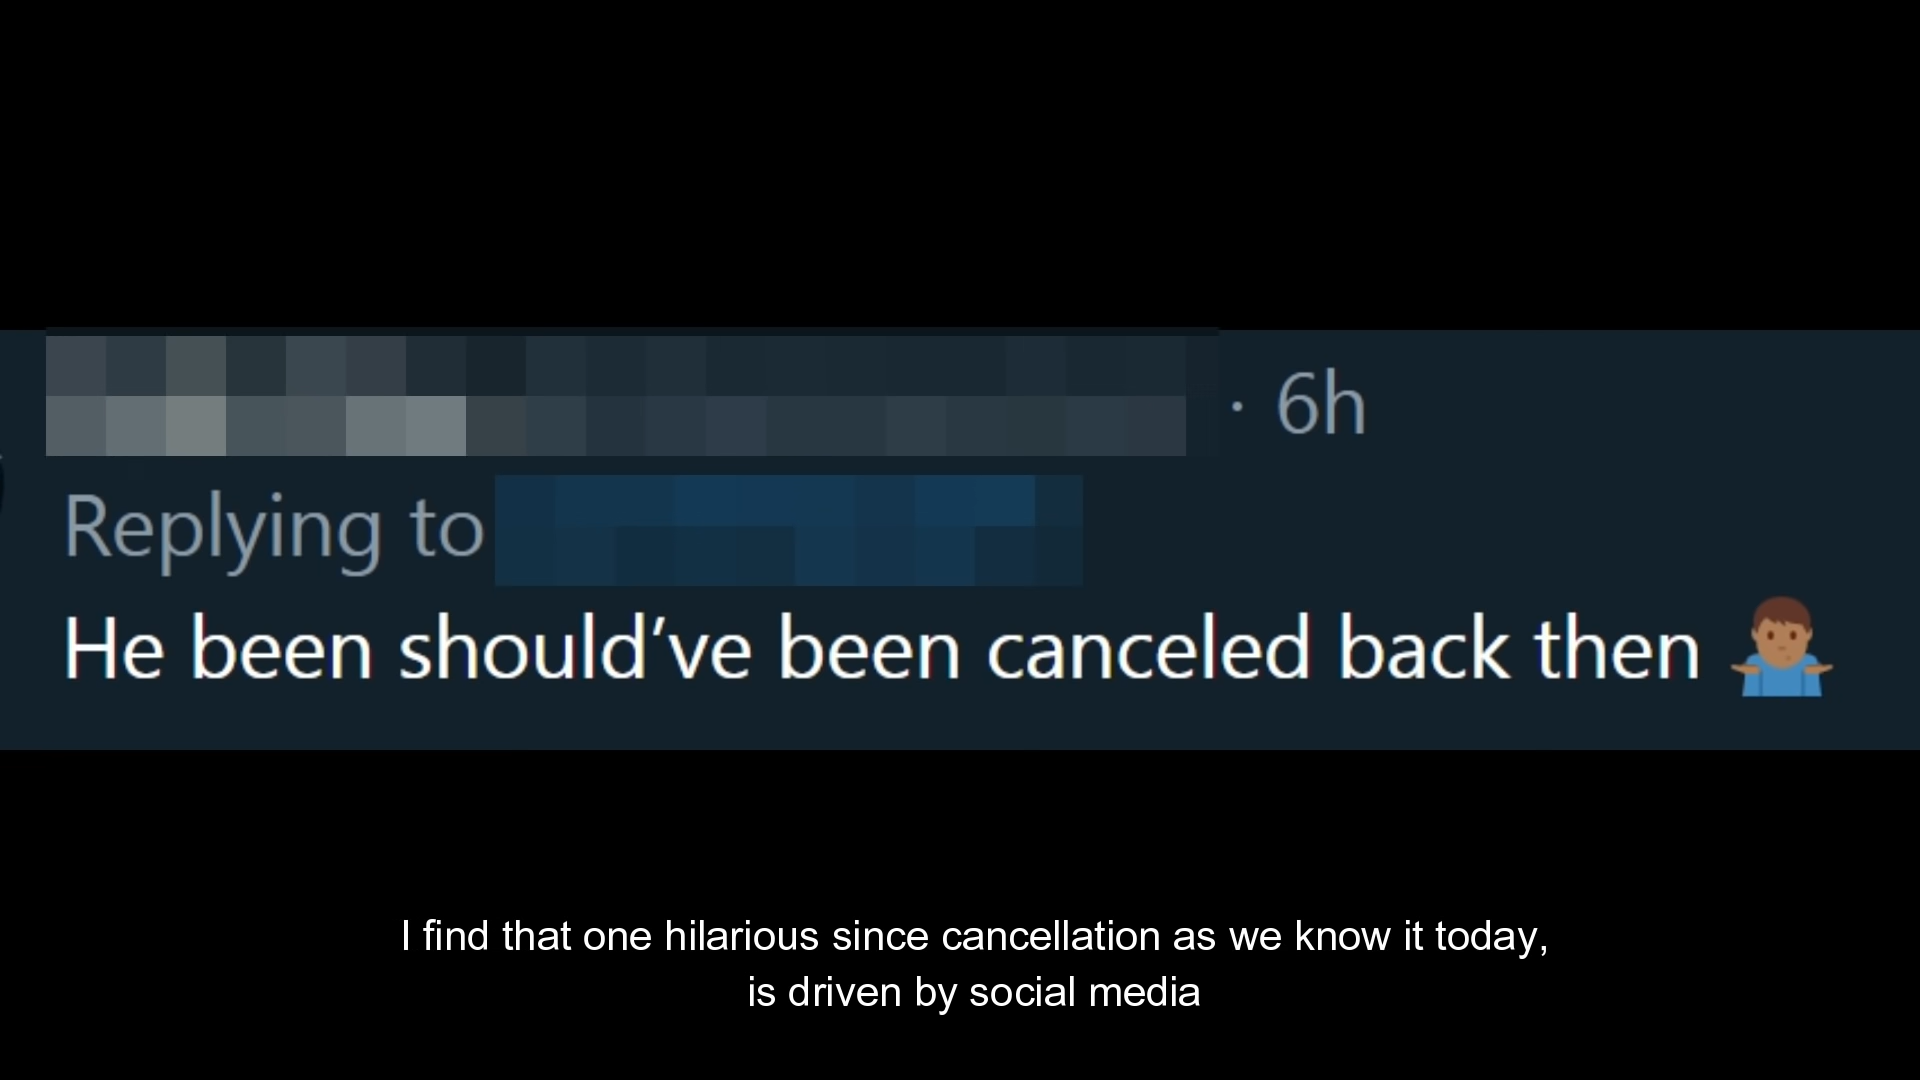 · 6h
Replying to
He been should’ve been canceled back then 🤷🏾‍♂️
I find that one hilarious since cancellation as we know it today,
is driven by social media